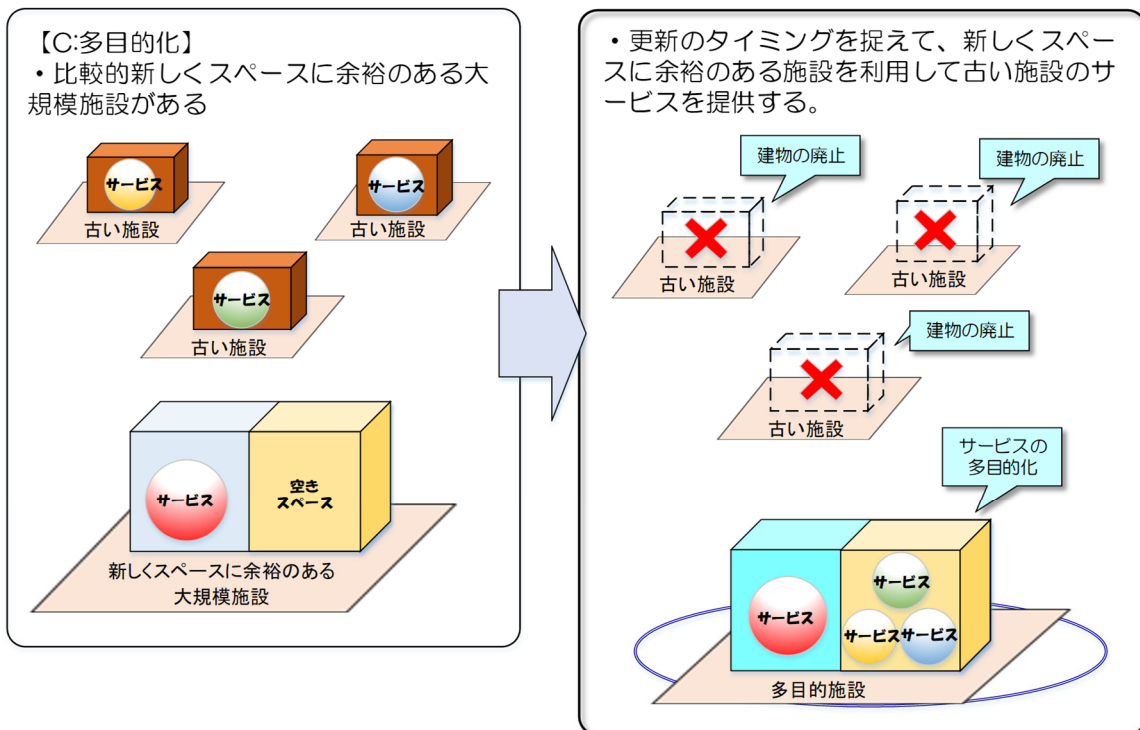 【C:多目的化】
・比較的新しくスペースに余裕のある大
規模施設がある
サービス
古い施設
サービス
古い施設
サービス
古い施設
サービス
空き
スペース
新しくスペースに余裕のある
大規模施設
・更新のタイミングを捉えて、新しくスペー
スに余裕のある施設を利用して古い施設のサ
ービスを提供する。
建物の廃止
古い施設
建物の廃止
古い施設
建物の廃止
古い施設
サービスの
多目的化
サービス
サービス
サービス
サービス
多目的施設